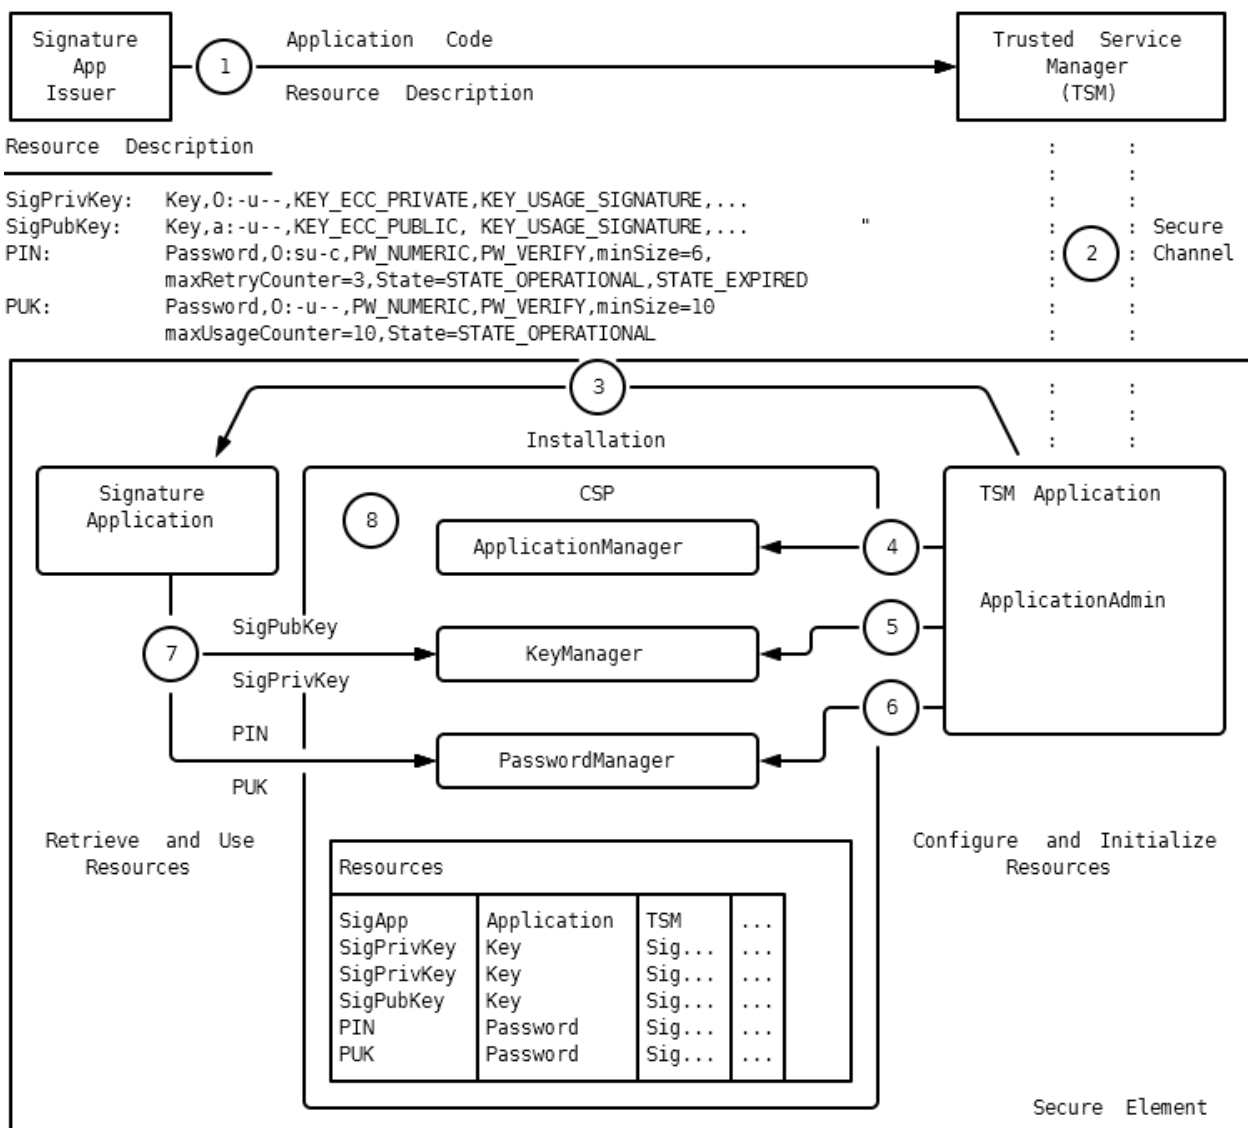 Signature App Issuer
1
Application Code
Resource Description
Trusted Service Manager (TSM)
Resource Description
SigPrivKey: Key,O:-u--,KEY_ECC_PRIVATE,KEY_USAGE_SIGNATURE,...
SigPubKey: Key,a:-u--,KEY_ECC_PUBLIC, KEY_USAGE_SIGNATURE,... "
PIN: Password,O:su-c,PW_NUMERIC,PW_VERIFY,minSize=6,
maxRetryCounter=3,State=STATE_OPERATIONAL,STATE_EXPIRED
PUK: Password,O:-u--,PW_NUMERIC,PW_VERIFY,minSize=10
maxUsageCounter=10,State=STATE_OPERATIONAL
2
Secure
Channel
3
Installation
Signature
Application
CSP
8
ApplicationManager
4
TSM Application
ApplicationAdmin
7
SigPubKey
SigPrivKey
KeyManager
5
PIN
PUK
PasswordManager
6
Retrieve and Use
Resources
Configure and Initialize
Resources
Resources
SigApp Application TSM ...
SigPrivKey Key Sig... ...
SigPrivKey Key Sig... ...
SigPubKey Key Sig... ...
PIN Password Sig... ...
PUK Password Sig... ...
Secure Element